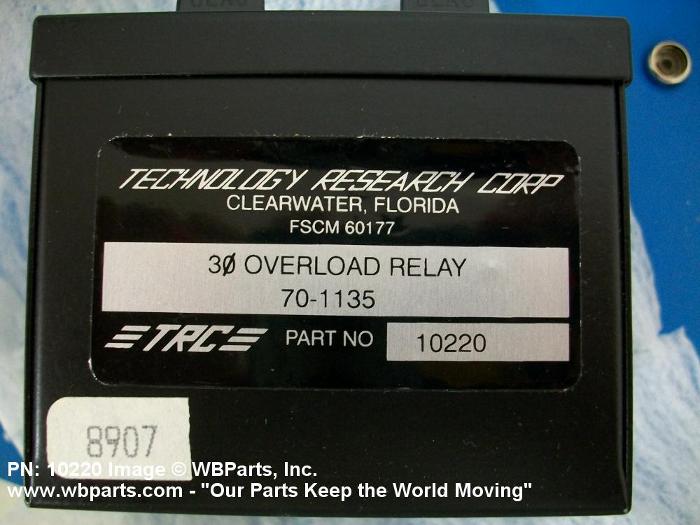 TECHNOLOGY RESEARCH CORP
CLEARWATER, FLORIDA
FSCM 60177
3Ø OVERLOAD RELAY
70-1135
TRC PART NO 10220
8907
PN: 10220 Image © WBParts, Inc.
www.wbparts.com - "Our Parts Keep the World Moving"